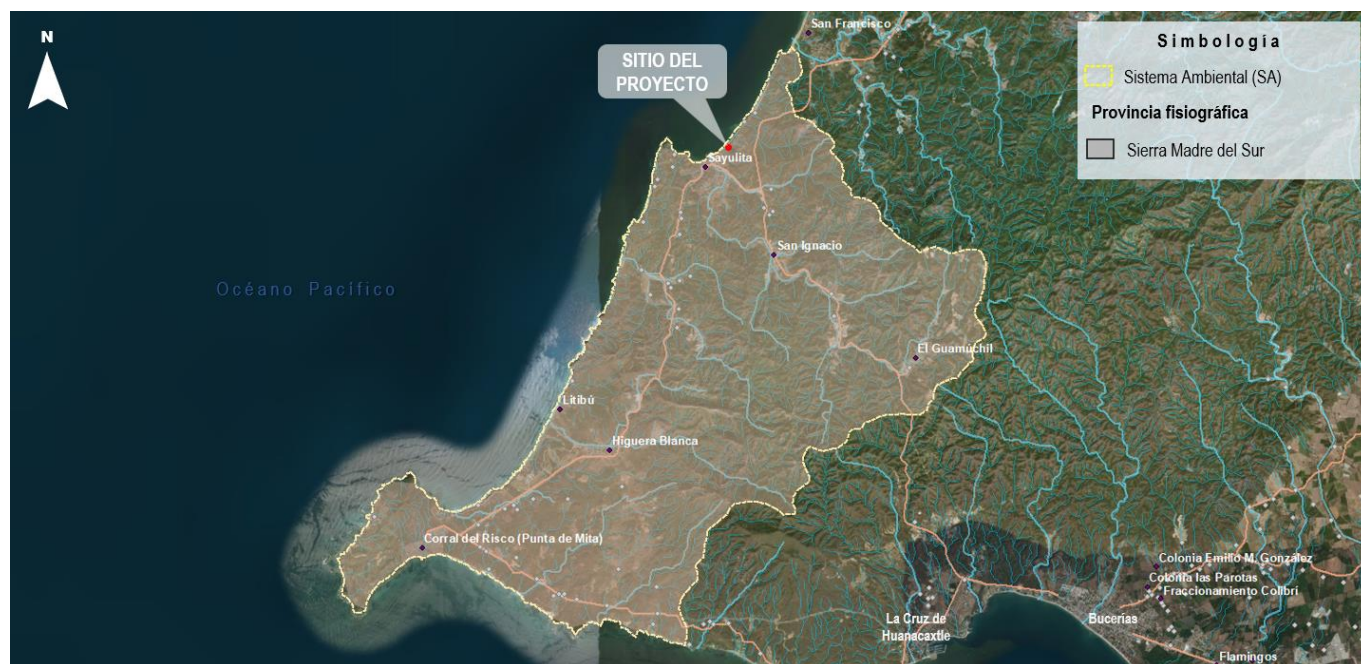 N
San Francisco
SITIO DEL
PROYECTO
Simbología
Sistema Ambiental (SA)
Provincia fisiográfica
Sierra Madre del Sur
Sayulita
San Ignacio
Océano Pacífico
El Guamúchil
Litibú
Higuera Blanca
Corral del Risco (Punta de Mita)
Colonia Emilio M. González
Colonia las Parotas
Fraccionamiento Colibrí
La Cruz de
Huanacaxtle
Bucerías
Flamingos